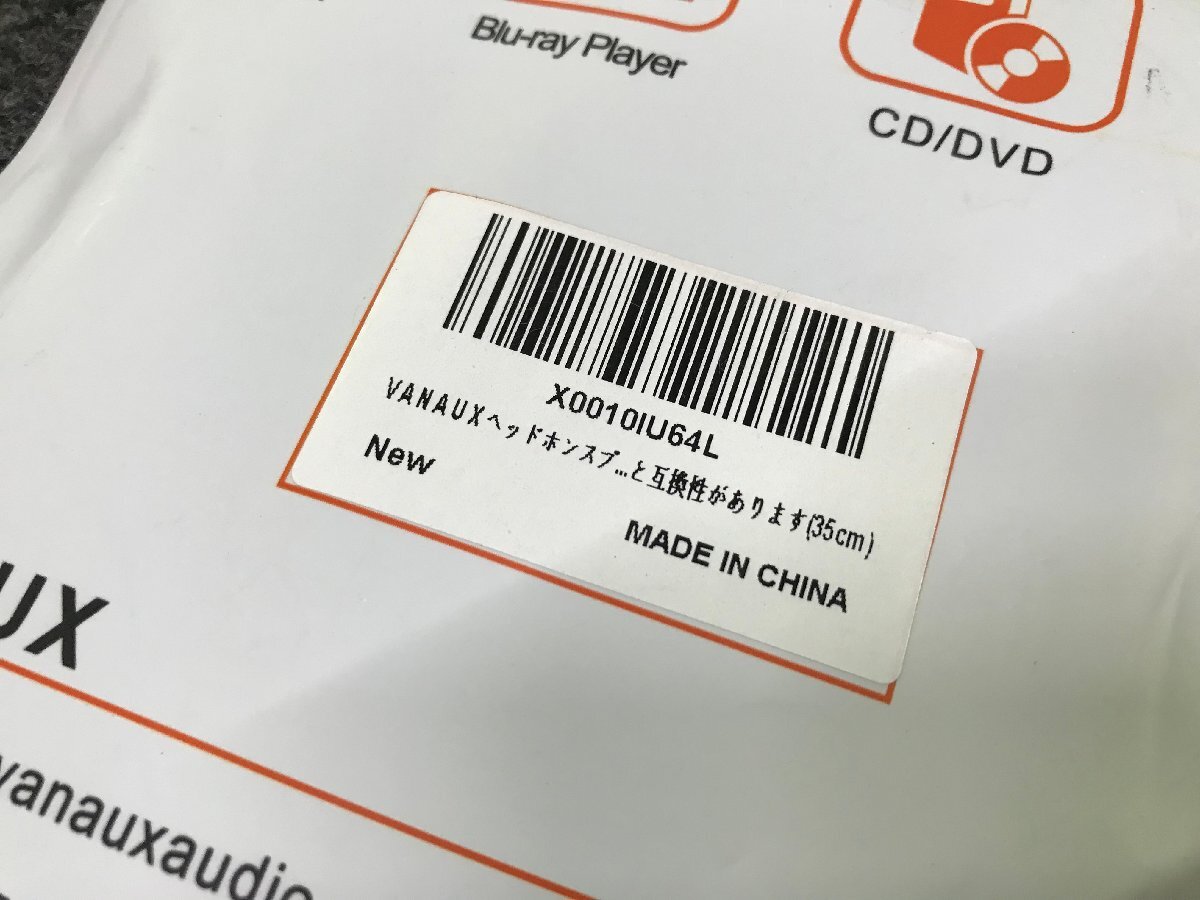 Blu-ray Player
CD/DVD
X0010IU64L
VANAUXヘッドホンスプ...と互換性があります(35cm)
New
MADE IN CHINA
UX
vanauxaudio